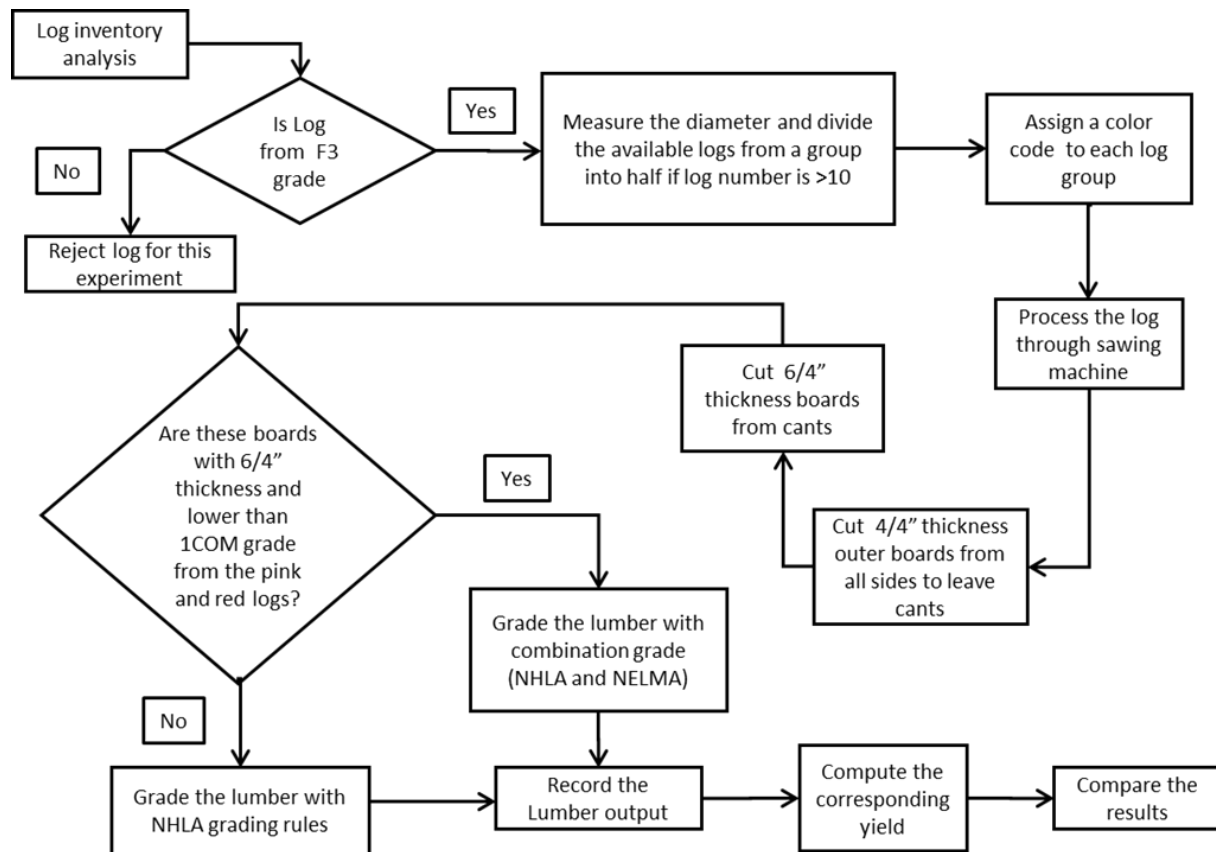 Log inventory
analysis
Is Log
from F3
grade
Yes
No
Reject log for this
experiment
Measure the diameter and divide
the available logs from a group
into half if log number is >10
Assign a color
code to each log
group
Process the log
through sawing
machine
Cut 4/4” thickness
outer boards from
all sides to leave
cants
Cut 6/4”
thickness boards
from cants
Are these boards
with 6/4”
thickness and
lower than
1COM grade
from the pink
and red logs?
Yes
Grade the lumber with
combination grade
(NHLA and NELMA)
No
Grade the lumber with
NHLA grading rules
Record the
Lumber output
Compute the
corresponding
yield
Compare the
results